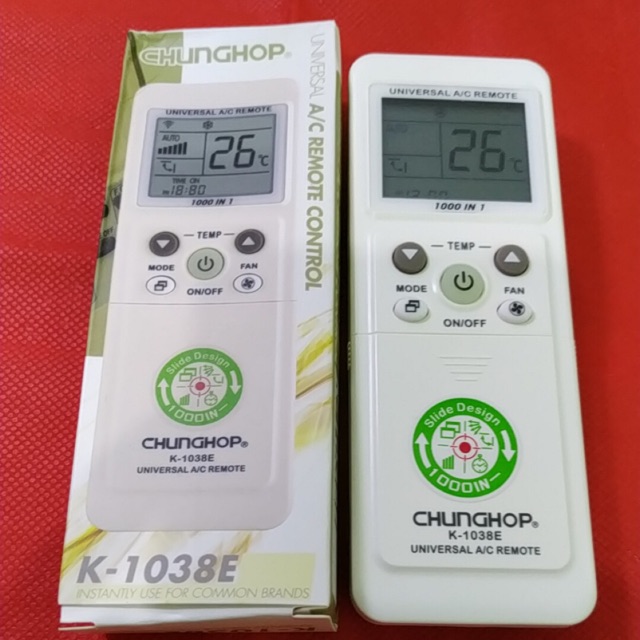 CHUNGHOP®
UNIVERSAL A/C REMOTE CONTROL
UNIVERSAL A/C REMOTE
AUTO
26°C
TIME ON
18:80
1000 IN 1
TEMP
MODE
FAN
ON/OFF
Slide Design
1000IN1
CHUNGHOP®
K-1038E
UNIVERSAL A/C REMOTE
K-1038E
INSTANTLY USE FOR COMMON BRANDS
UNIVERSAL A/C REMOTE
26°C
1000 IN 1
TEMP
MODE
FAN
ON/OFF
Slide Design
1000IN1
CHUNGHOP®
K-1038E
UNIVERSAL A/C REMOTE